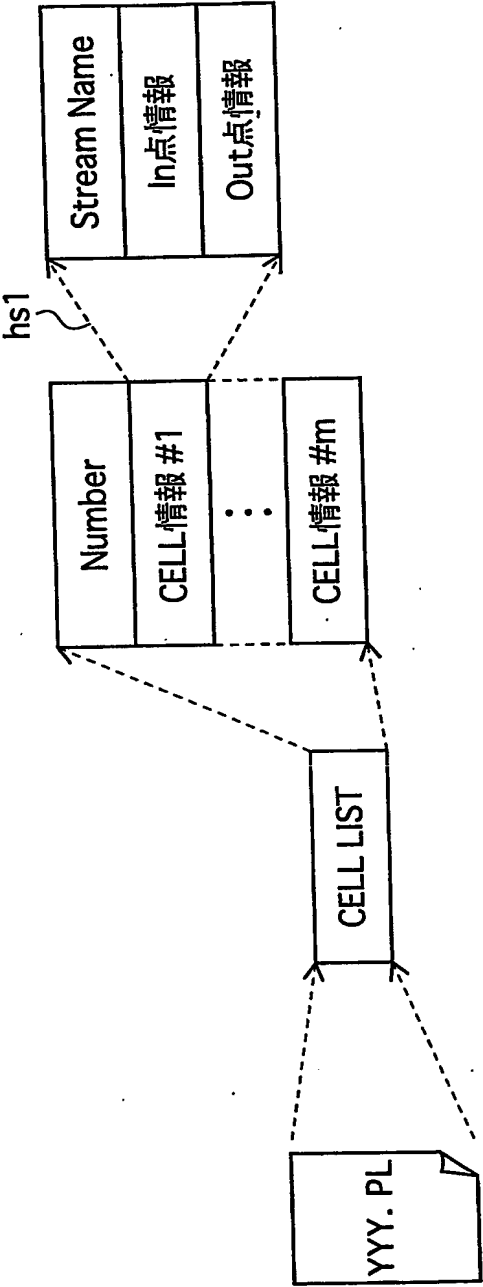 YYY. PL
CELL LIST
Number
CELL情報 #1
CELL情報 #m
hs1
Stream Name
In点情報
Out点情報